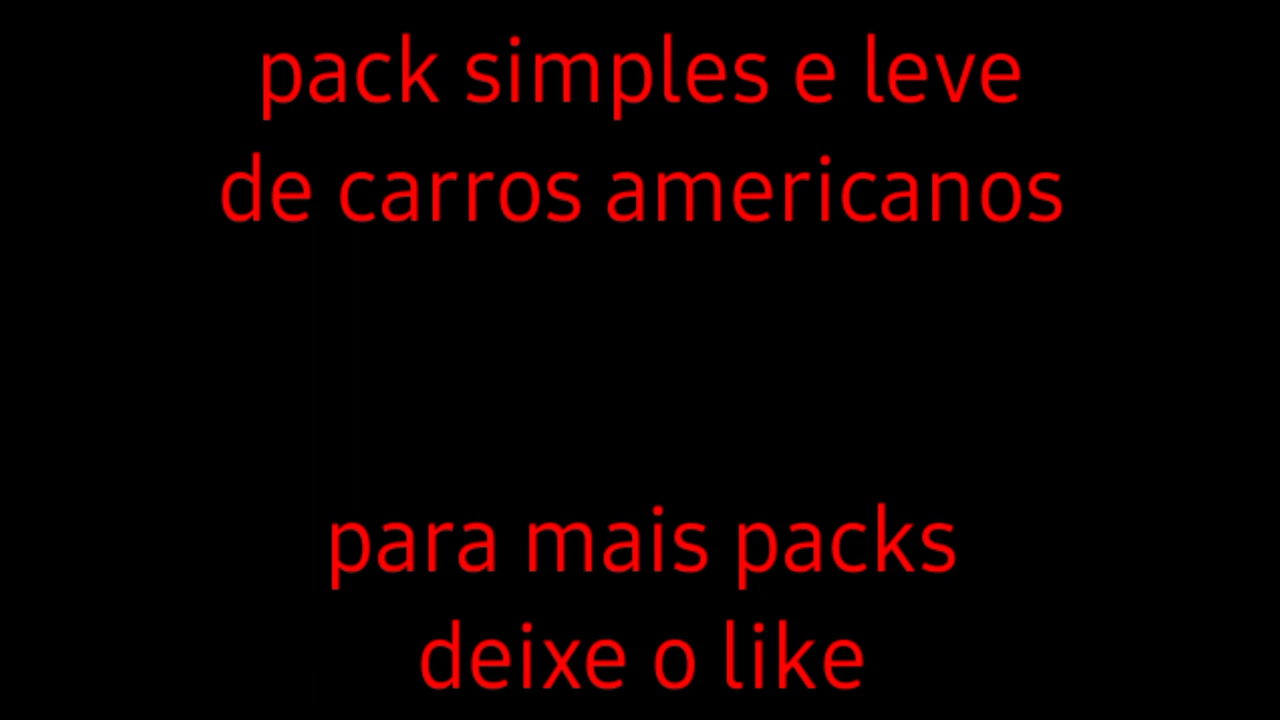 pack simples e leve
de carros americanos
para mais packs
deixe o like